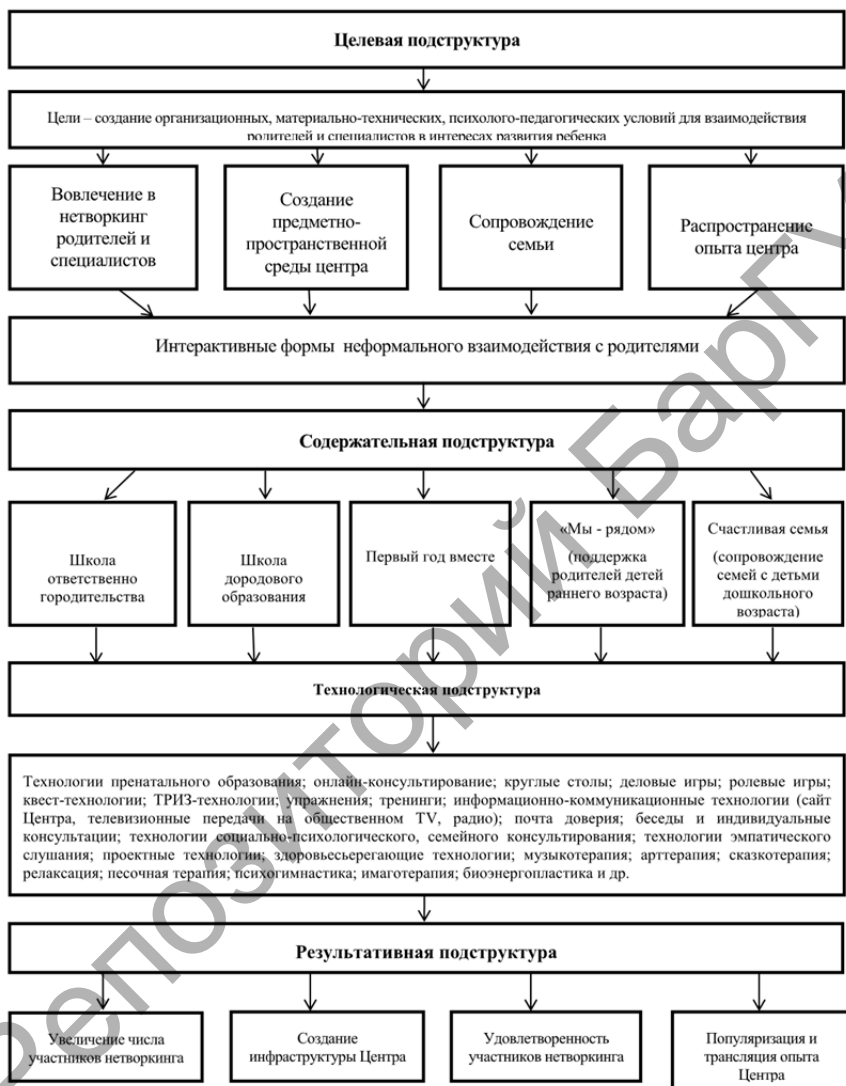 Целевая подструктура
Цели – создание организационных, материально-технических, психолого-педагогических условий для взаимодействия
родителей и специалистов в интересах развития ребенка
Вовлечение в
нетворкинг
родителей и
специалистов
Создание
предметно-
пространственной
среды центра
Сопровождение
семьи
Распространение
опыта центра
Интерактивные формы неформального взаимодействия с родителями
Содержательная подструктура
Школа
ответственно
городительства
Школа
дородового
образования
Первый год вместе
«Мы - рядом»
(поддержка
родителей детей
раннего возраста)
Счастливая семья
(сопровождение
семей с детьми
дошкольного
возраста)
Технологическая подструктура
Технологии пренатального образования; онлайн-консультирование; круглые столы; деловые игры; ролевые игры;
квест-технологии; ТРИЗ-технологии; упражнения; тренинги; информационно-коммуникационные технологии (сайт
Центра, телевизионные передачи на общественном TV, радио); почта доверия; беседы и индивидуальные
консультации; технологии социально-психологического, семейного консультирования; технологии эмпатического
слушания; проектные технологии; здоровьесьерегающие технологии; музыкотерапия; арттерапия; сказкотерапия;
релаксация; песочная терапия; психогимнастика; имаготерапия; биоэнергопластика и др.
Результативная подструктура
Увеличение числа
участников нетворкинга
Создание
инфраструктуры Центра
Удовлетворенность
участников нетворкинга
Популяризация и
трансляция опыта
Центра
Репозиторий БарГУ